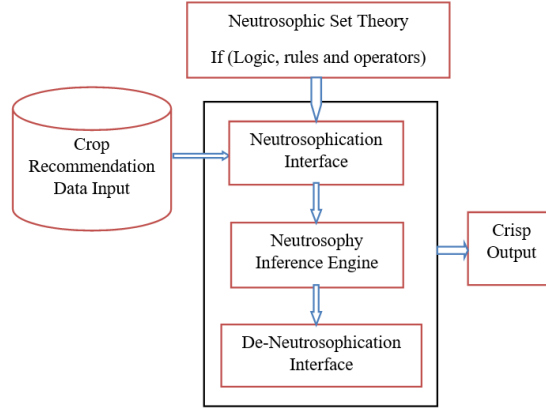 Neutrosophic Set Theory
If (Logic, rules and operators)
Crop
Recommendation
Data Input
Neutrosophication
Interface
Neutrosophy
Inference Engine
De-Neutrosophication
Interface
Crisp
Output